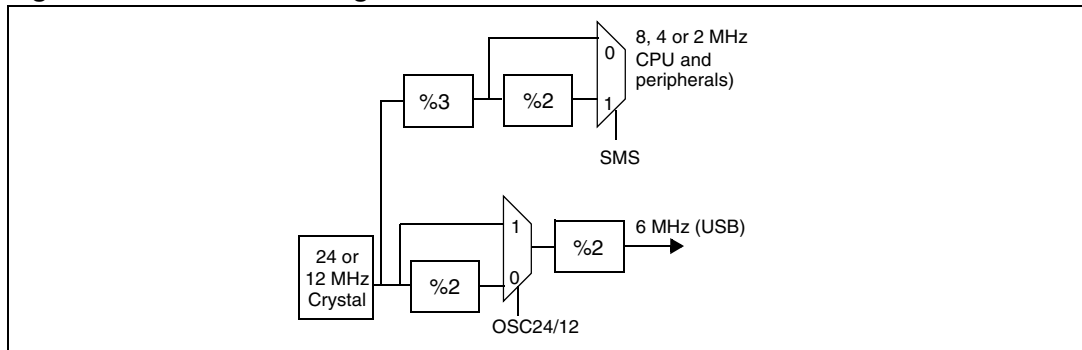 8, 4 or 2 MHz
CPU and
peripherals)
0
1
%3
%2
SMS
1
0
6 MHz (USB)
%2
%2
24 or
12 MHz
Crystal
OSC24/12